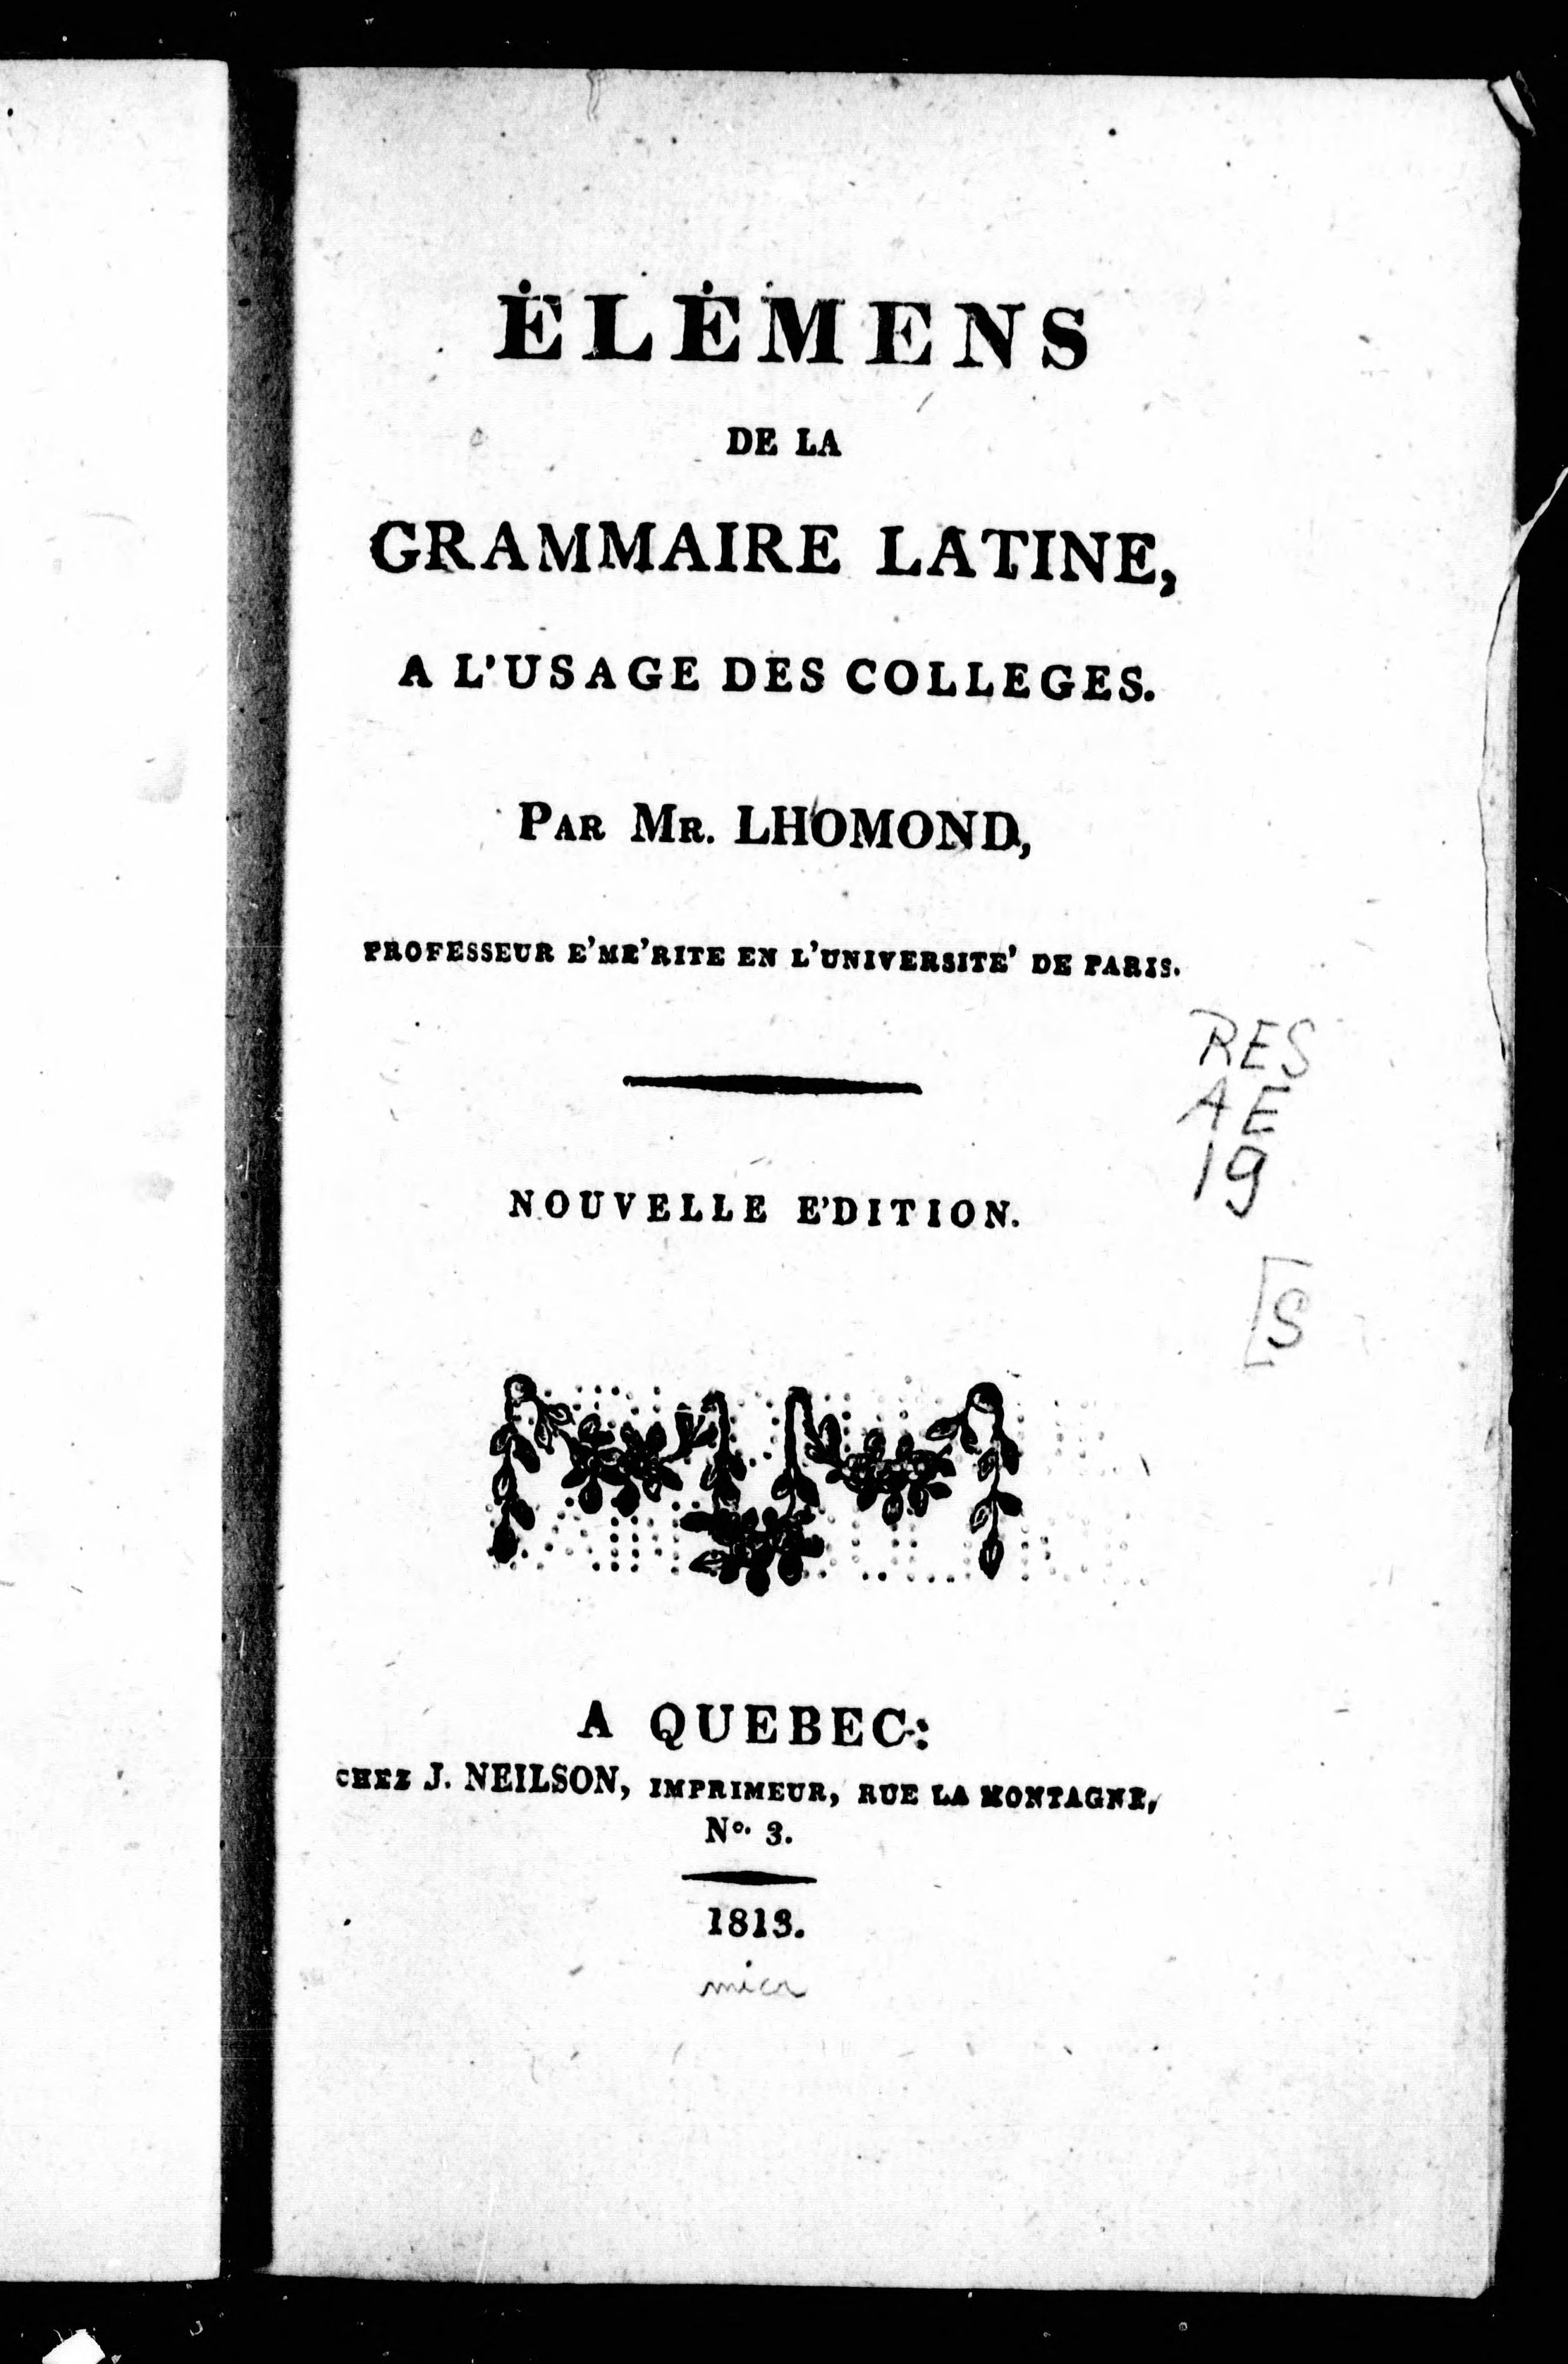 ÉLÉMENS
DE LA
GRAMMAIRE LATINE,
A L'USAGE DES COLLEGES.
PAR MR. LHOMOND,
PROFESSEUR E'ME'RITE EN L'UNIVERSITE' DE PARIS.
RES
AE
19
NOUVELLE E'DITION.
[S
A QUEBEC:
CHEZ J. NEILSON, IMPRIMEUR, RUE LA MONTAGNE,
No. 3.
1813.
micr